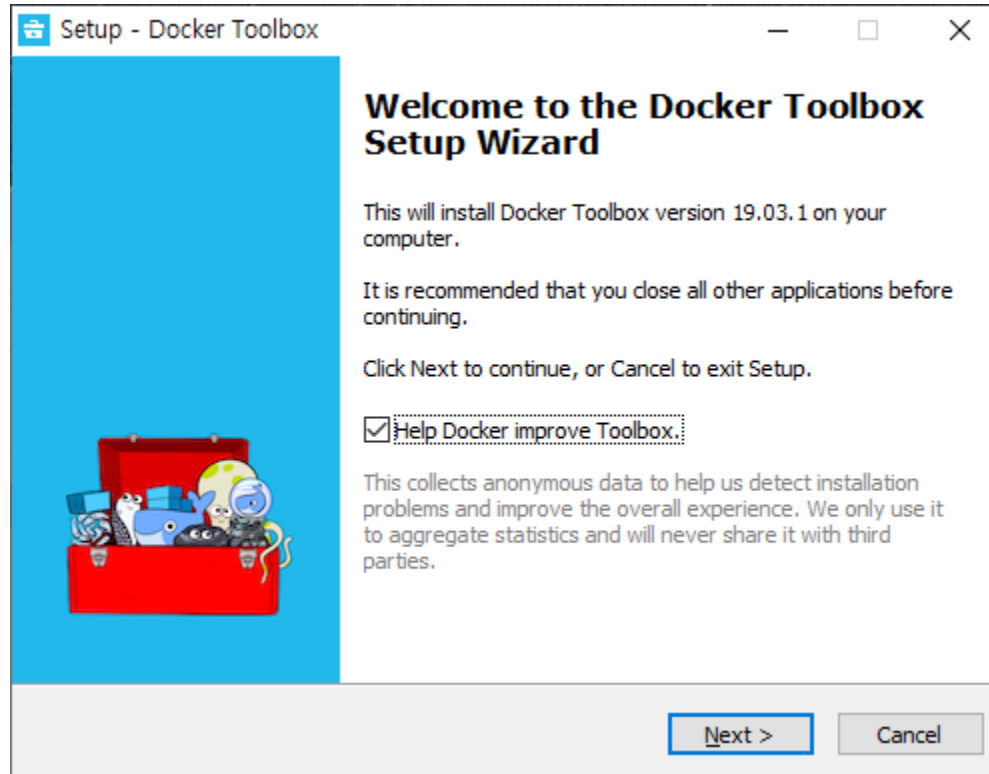 Setup - Docker Toolbox
Welcome to the Docker Toolbox
Setup Wizard
This will install Docker Toolbox version 19.03.1 on your
computer.
It is recommended that you close all other applications before
continuing.
Click Next to continue, or Cancel to exit Setup.
Help Docker improve Toolbox.
This collects anonymous data to help us detect installation
problems and improve the overall experience. We only use it
to aggregate statistics and will never share it with third
parties.
Next >
Cancel